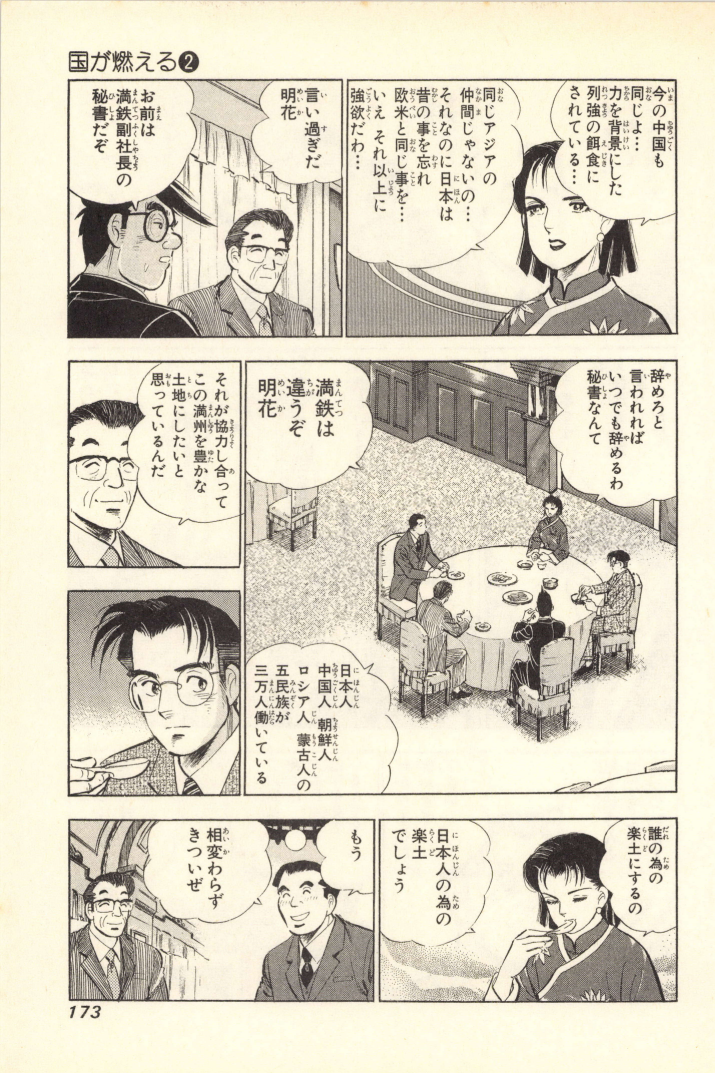 国が燃える❷
今の中国も
同じよ…
力を背景にした
列強の餌食に
されている…
同じアジアの
仲間じゃないの…
それなのに日本は
昔の事を忘れ
欧米と同じ事を…
いえ それ以上に
強欲だわ…
言い過ぎだ
明花
お前は
満鉄副社長の
秘書だぞ
辞めろと
言われれば
いつでも辞めるわ
秘書なんて
満鉄は
違うぞ
明花
日本人
中国人 朝鮮人
ロシア人 蒙古人の
五民族が
三万人働いている
それが協力し合って
この満州を豊かな
土地にしたいと
思っているんだ
誰の為の
楽土にするの
日本人の為の
楽土
でしょう
もう
相変わらず
きついぜ
173